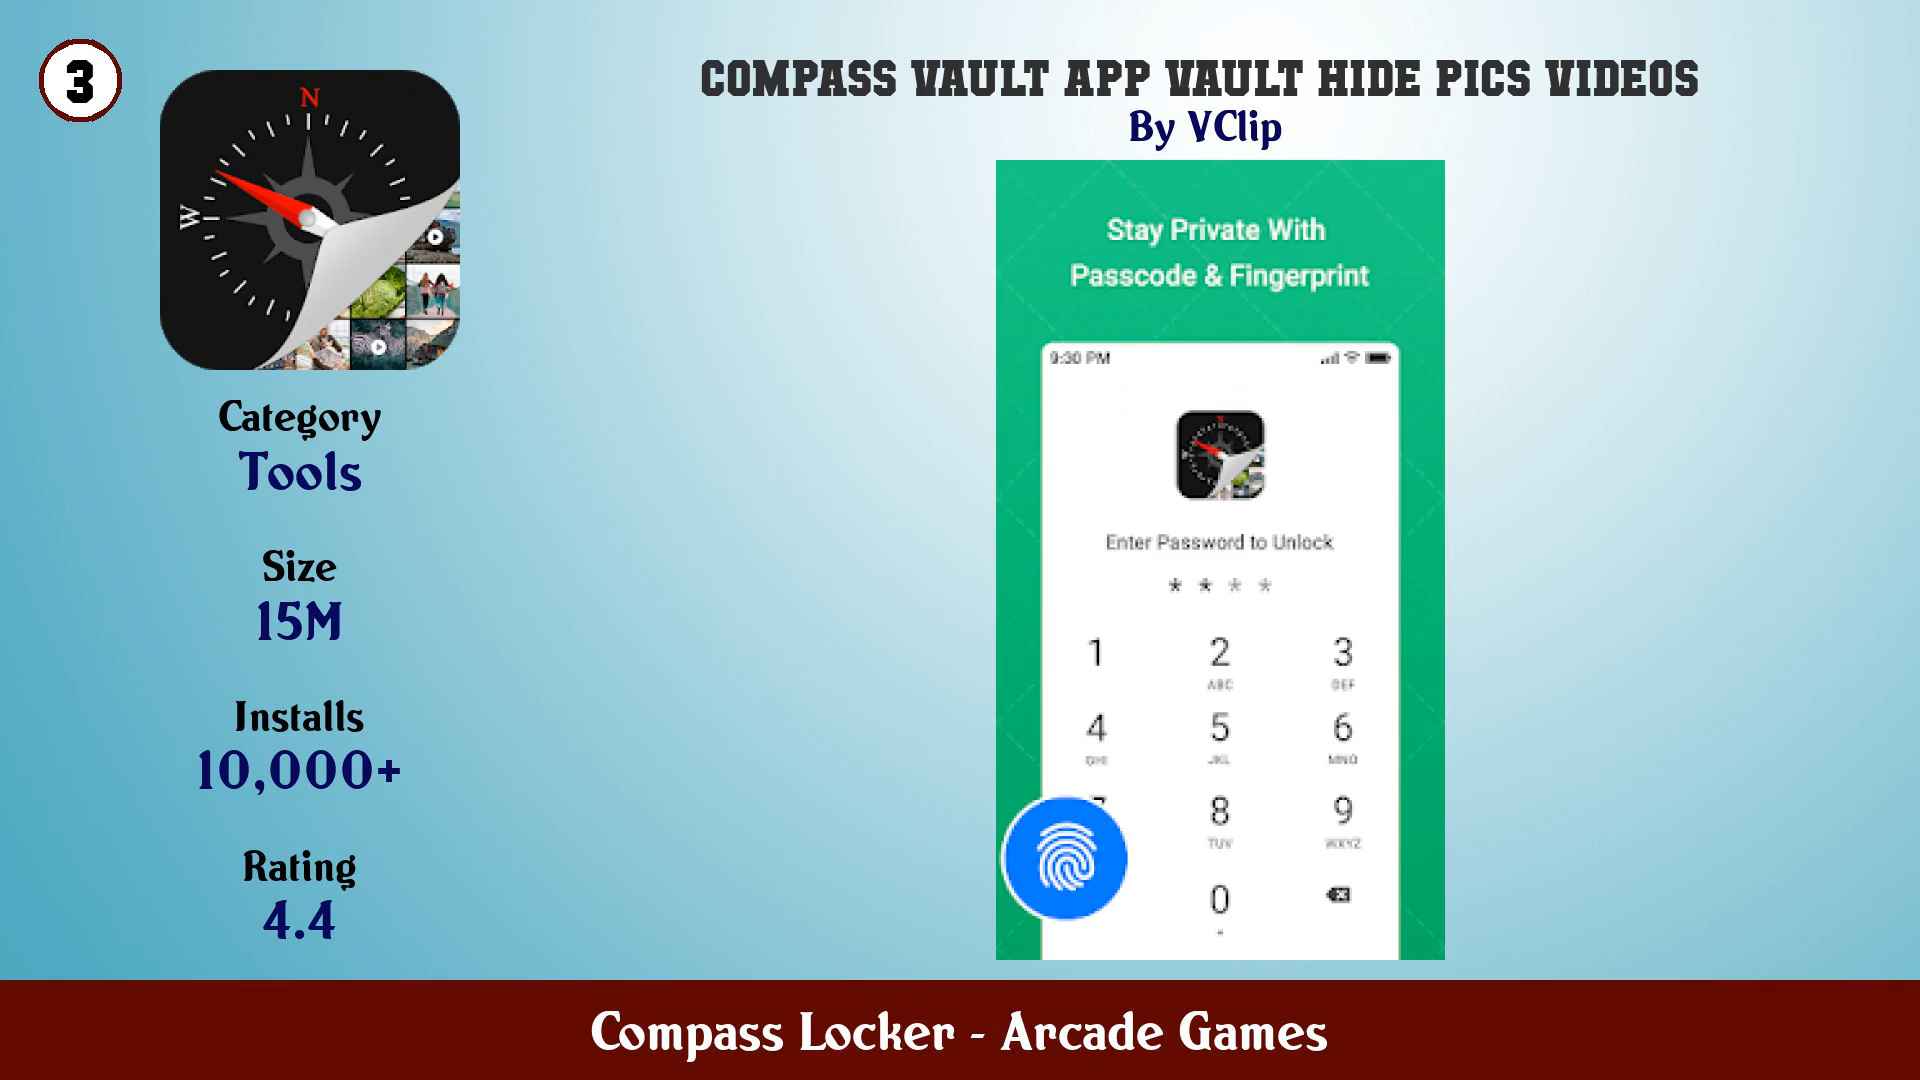 3
COMPASS VAULT APP VAULT HIDE PICS VIDEOS
By VClip
N
W
Category
Tools
Size
15M
Installs
10,000+
Rating
4.4
Stay Private With
Passcode & Fingerprint
9:30 PM
Enter Password to Unlock
* * * *
1 2 3
ABC DEF
4 5 6
GHI JKL MNO
7 8 9
TUV WXYZ
0
+
Compass Locker - Arcade Games